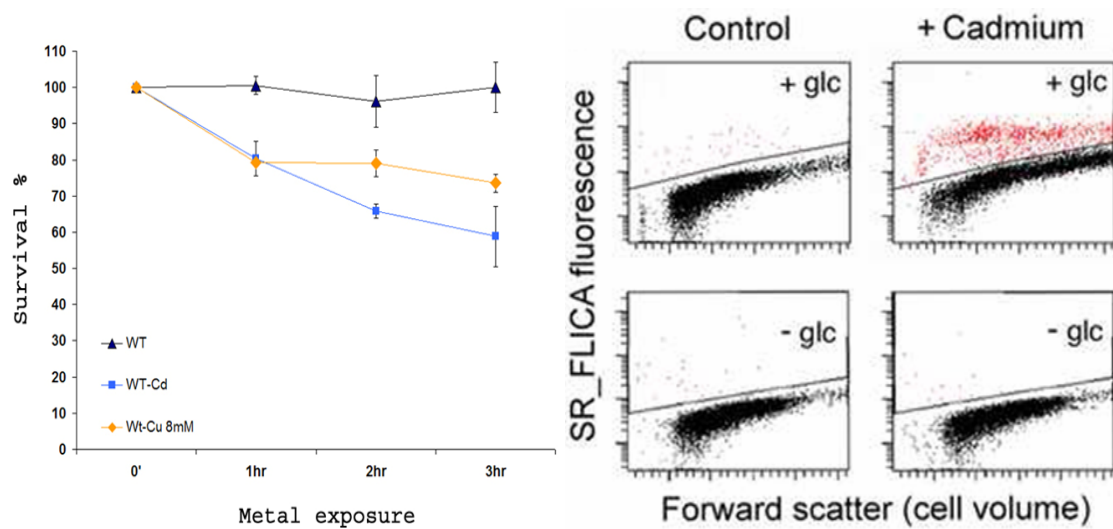 110
100
90
80
70
60
50
40
30
20
10
0
Survival %
WT
WT-Cd
Wt-Cu 8mM
0' 1hr 2hr 3hr
Metal exposure
Control + Cadmium
+ glc + glc
- glc - glc
SR_FLICA fluorescence
Forward scatter (cell volume)